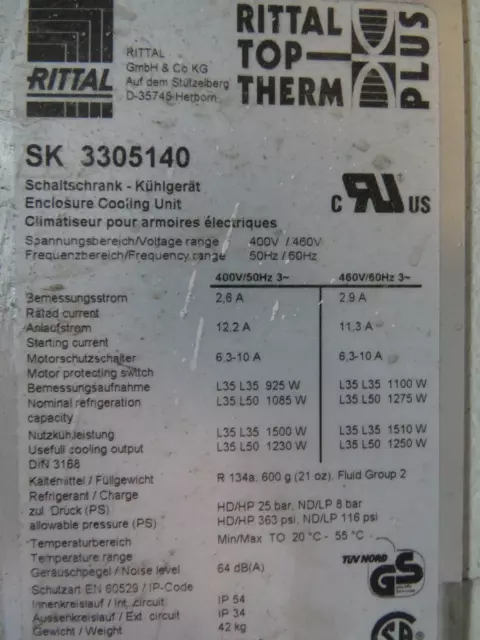 RITTAL
RITTAL
GmbH & Co KG
Auf dem Stützelberg
D-35745 Herborn
RITTAL
TOP
THERM
PLUS
SK 3305140
Schaltschrank - Kühlgerät
Enclosure Cooling Unit
Climatiseur pour armoires électriques
C RU US
Spannungsbereich/Voltage range 400V / 460V
Frequenzbereich/Frequency range 50Hz / 60Hz
400V/50Hz 3~ 460V/60Hz 3~
Bemessungsstrom 2,6 A 2,9 A
Rated current
Anlaufstrom 12,2 A 11,3 A
Starting current
Motorschutzschalter 6,3-10 A 6,3-10 A
Motor protecting switch
Bemessungsaufnahme L35 L35 925 W L35 L35 1100 W
Nominal refrigeration L35 L50 1085 W L35 L50 1275 W
capacity
Nutzkühlleistung L35 L35 1500 W L35 L35 1510 W
Usefull cooling output L35 L50 1230 W L35 L50 1250 W
DIN 3168
Kältemittel / Füllgewicht R 134a, 600 g (21 oz), Fluid Group 2
Refrigerant / Charge
zul. Druck (PS) HD/HP 25 bar, ND/LP 8 bar
allowable pressure (PS) HD/HP 363 psi, ND/LP 116 psi
Temperaturbereich Min/Max TO 20 °C - 55 °C
Temperature range
Geräuschpegel / Noise level 64 dB(A)
Schutzart EN 60529 / IP-Code
Innenkreislauf / Int. circuit IP 54
Aussenkreislauf / Ext. circuit IP 34
Gewicht / Weight 42 kg
TÜV NORD
GS